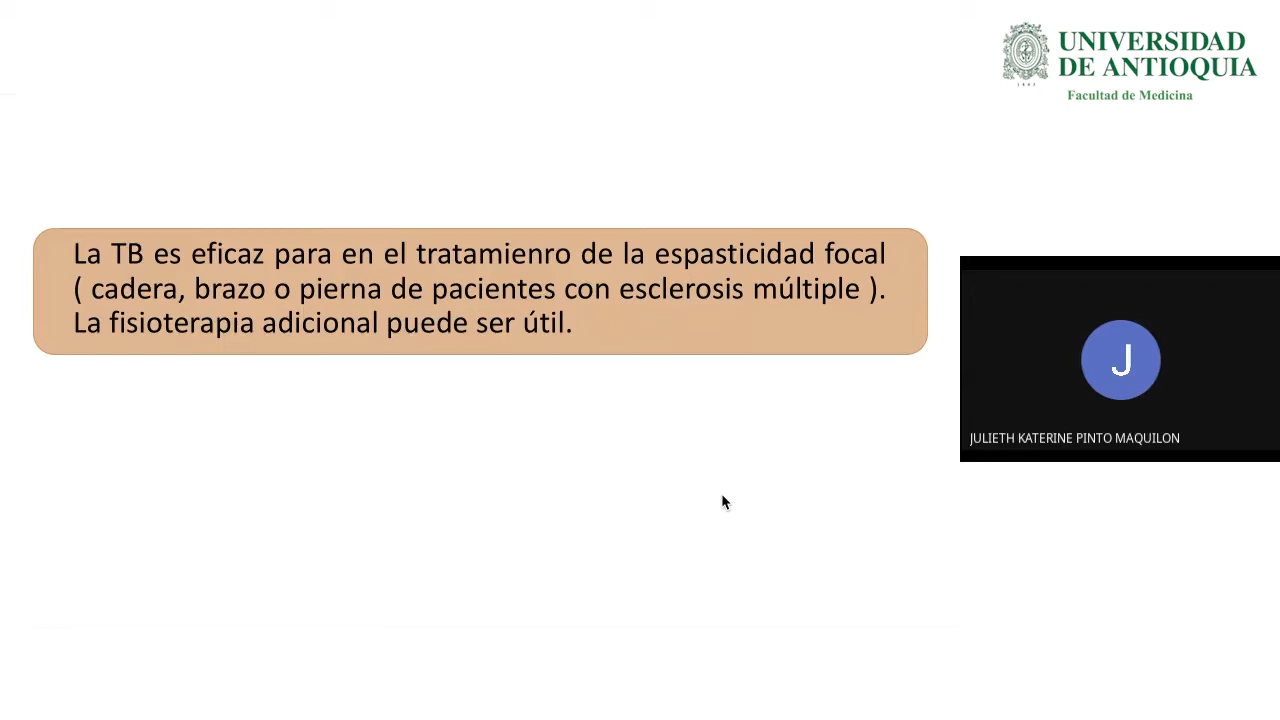 UNIVERSIDAD
DE ANTIOQUIA
Facultad de Medicina
La TB es eficaz para en el tratamienro de la espasticidad focal
( cadera, brazo o pierna de pacientes con esclerosis múltiple ).
La fisioterapia adicional puede ser útil.
J
JULIETH KATERINE PINTO MAQUILON